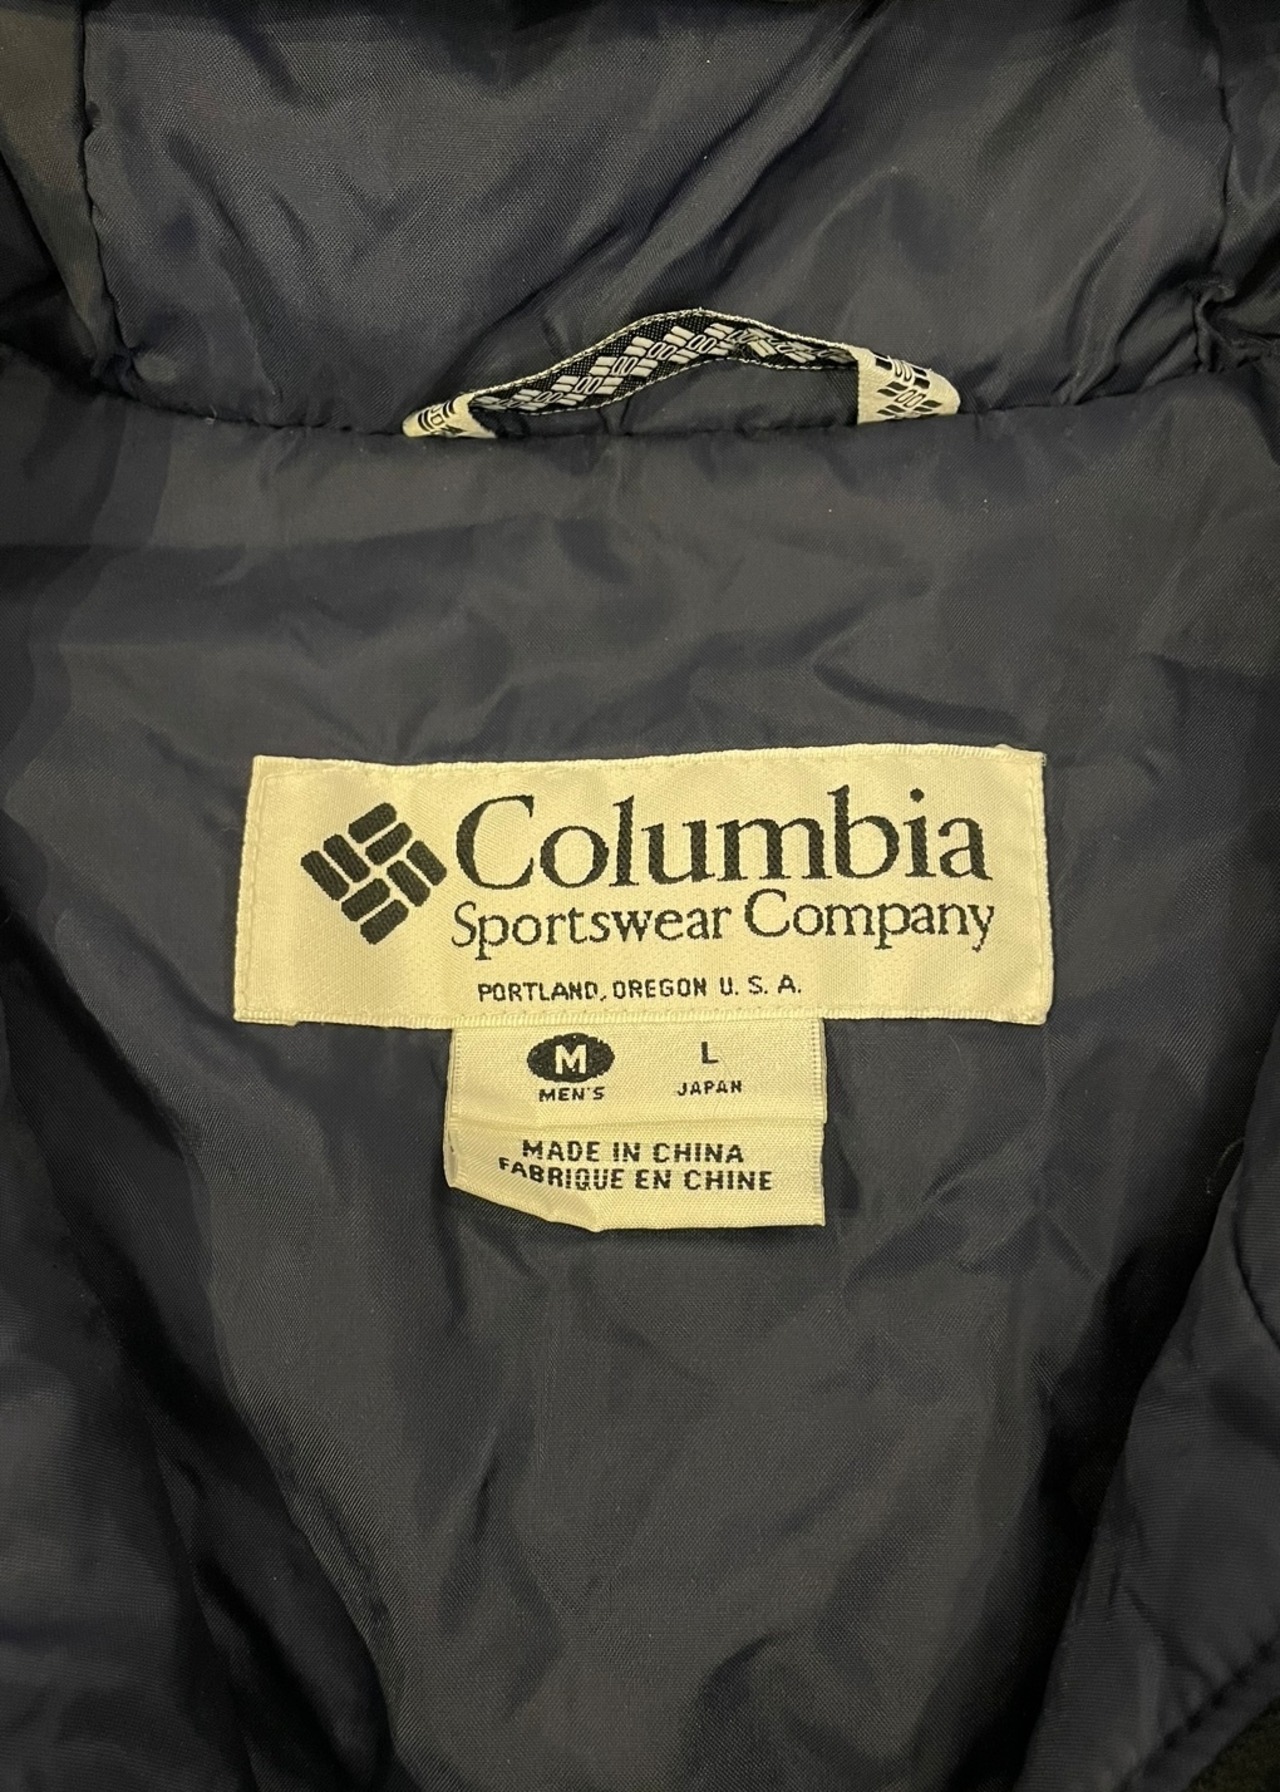 Columbia
Sportswear Company
PORTLAND, OREGON U. S. A.
M L
MEN'S JAPAN
MADE IN CHINA
FABRIQUE EN CHINE